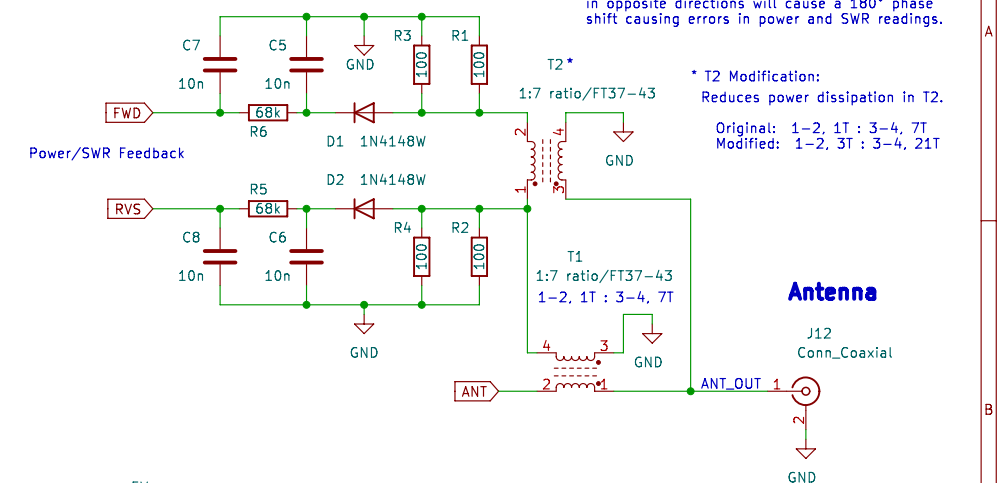 in opposite directions will cause a 180° phase
shift causing errors in power and SWR readings.
A
C7
C5
R3
R1
GND
T2*
* T2 Modification:
10n
10n
100
100
1:7 ratio/FT37-43
Reduces power dissipation in T2.
FWD
68k
R6
D1 1N4148W
2
4
GND
Original: 1-2, 1T : 3-4, 7T
Modified: 1-2, 3T : 3-4, 21T
Power/SWR Feedback
D2 1N4148W
1
3
R5
RVS
68k
C8
C6
R4
R2
10n
10n
100
100
T1
1:7 ratio/FT37-43
1-2, 1T : 3-4, 7T
Antenna
GND
4
3
GND
J12
Conn_Coaxial
ANT
2
1
ANT_OUT
1
2
B
GND